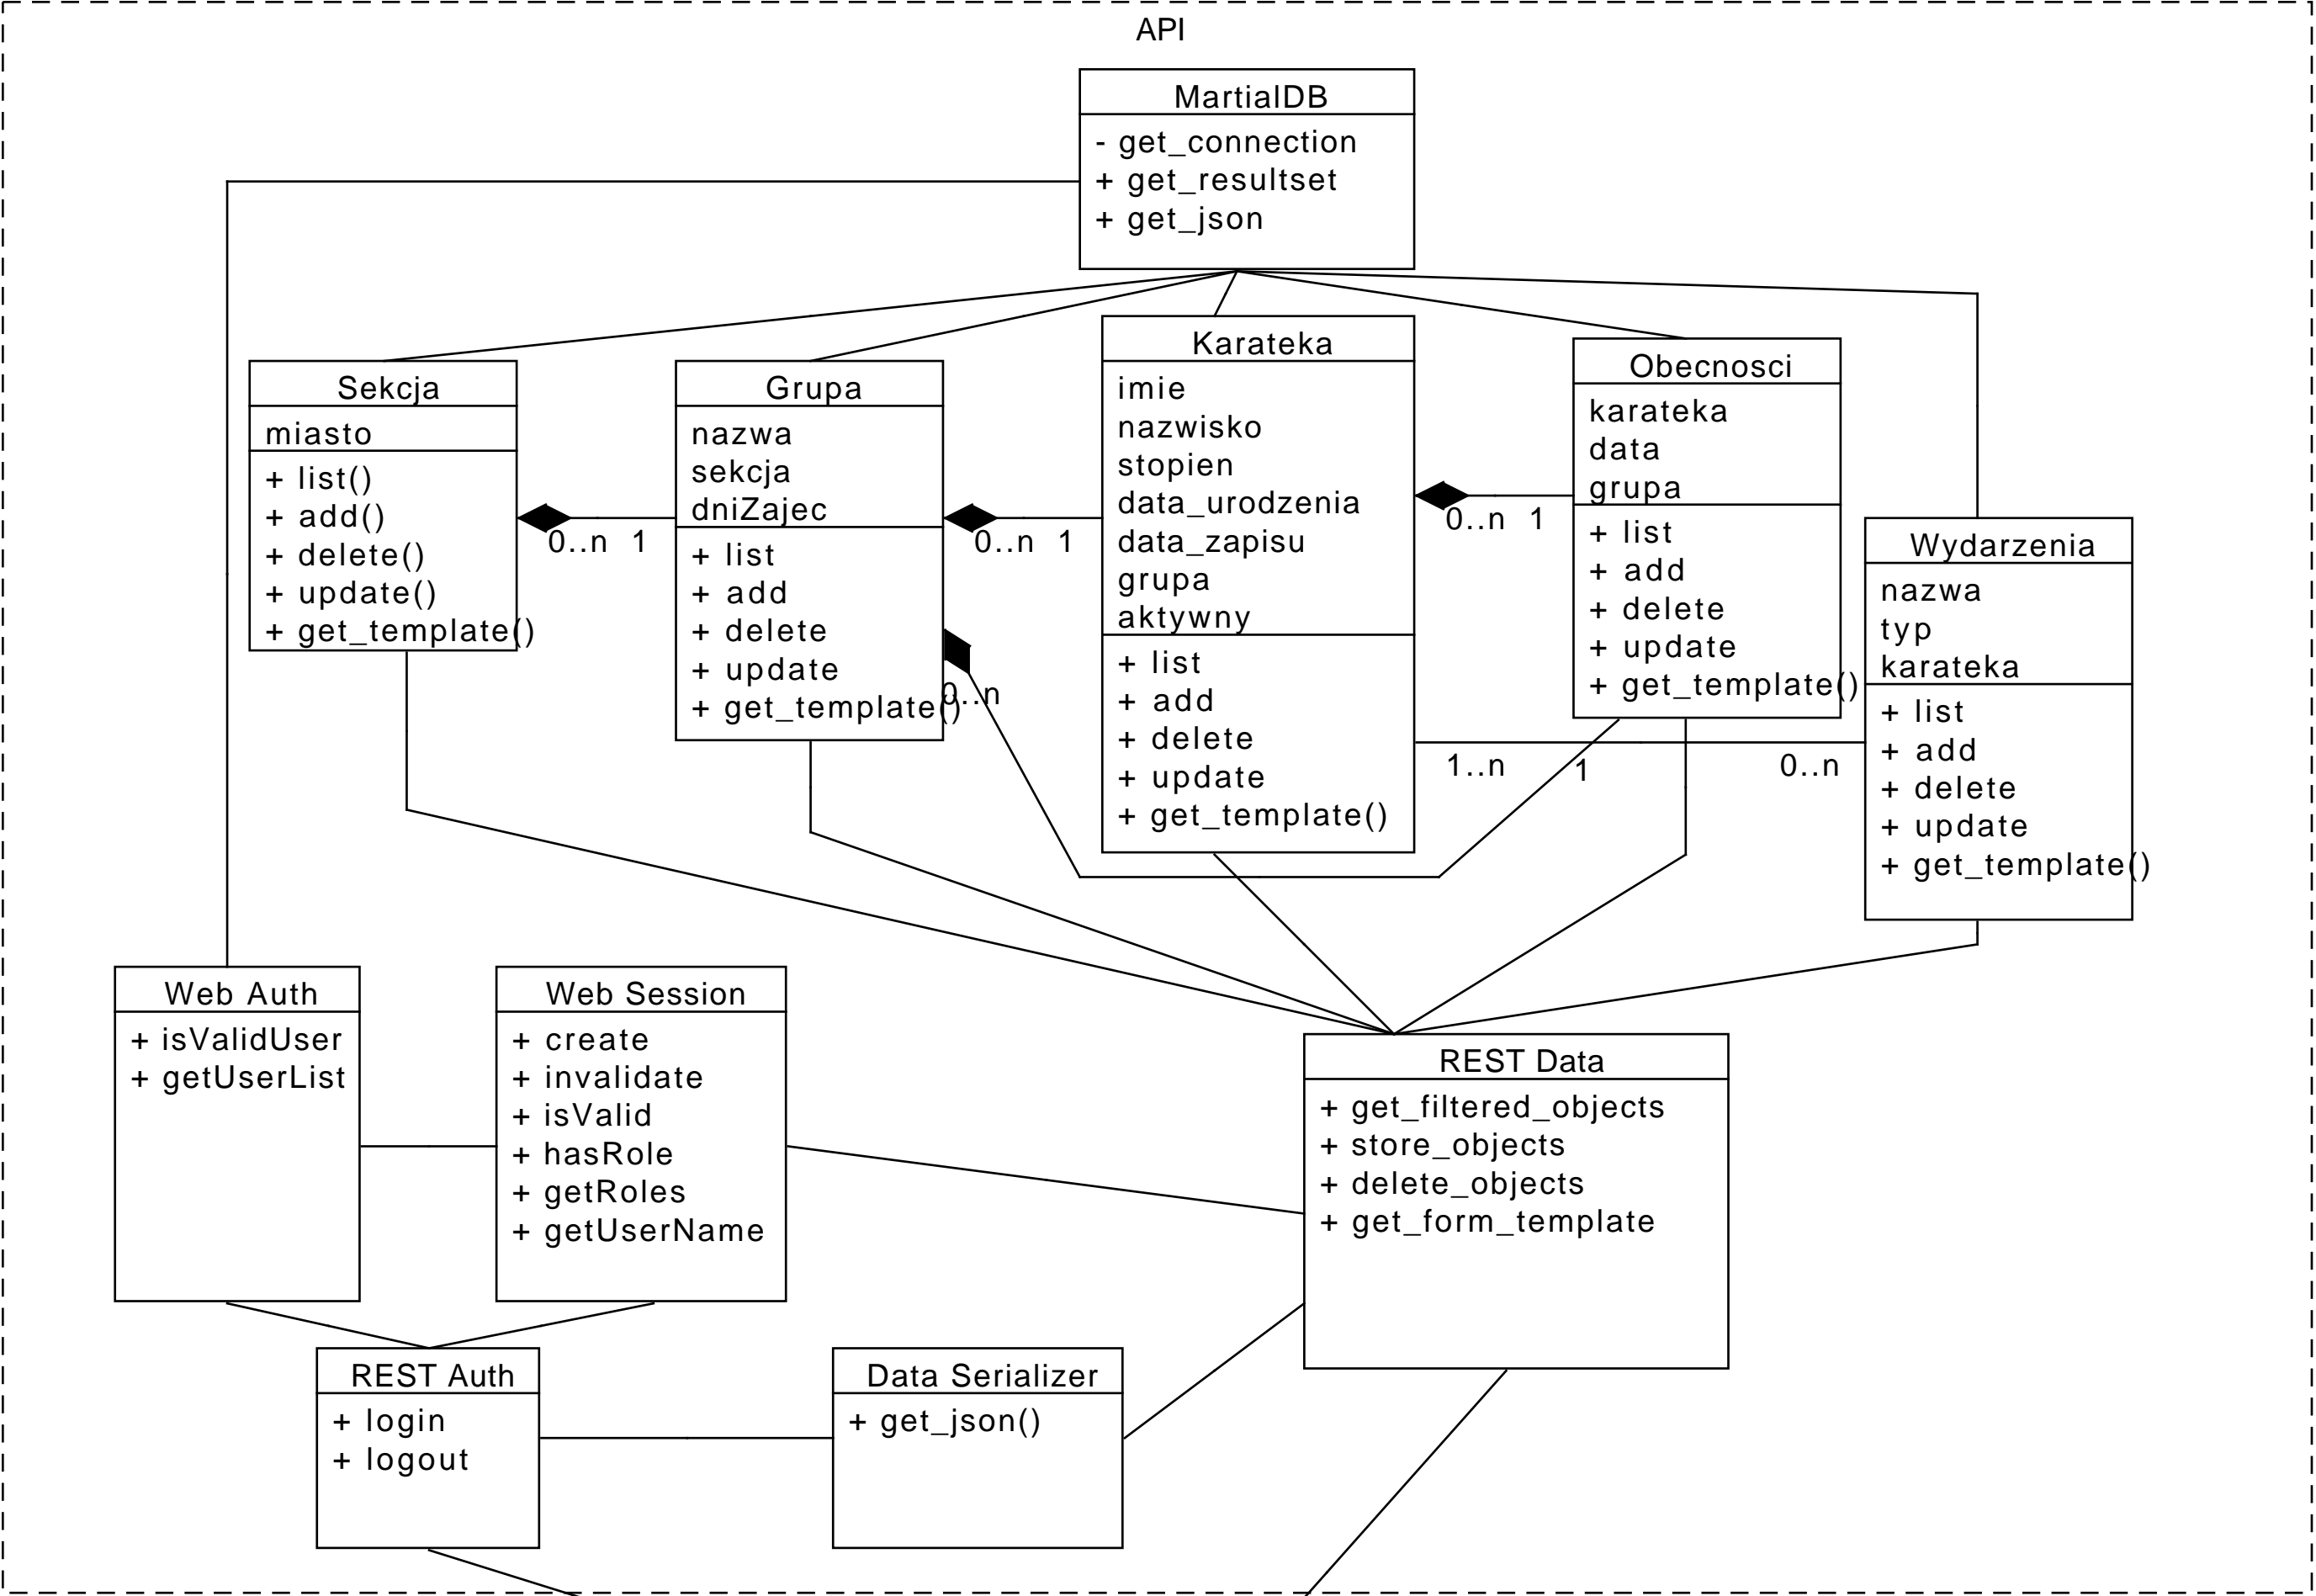 API
MartialDB
- get_connection
+ get_resultset
+ get_json
Sekcja
miasto
+ list()
+ add()
+ delete()
+ update()
+ get_template()
0..n 1
Grupa
nazwa
sekcja
dniZajec
+ list
+ add
+ delete
+ update
+ get_template()
0..n 1
0..n
Karateka
imie
nazwisko
stopien
data_urodzenia
data_zapisu
grupa
aktywny
+ list
+ add
+ delete
+ update
+ get_template()
0..n 1
Obecnosci
karateka
data
grupa
+ list
+ add
+ delete
+ update
+ get_template()
1..n
1
0..n
Wydarzenia
nazwa
typ
karateka
+ list
+ add
+ delete
+ update
+ get_template()
Web Auth
+ isValidUser
+ getUserList
Web Session
+ create
+ invalidate
+ isValid
+ hasRole
+ getRoles
+ getUserName
REST Data
+ get_filtered_objects
+ store_objects
+ delete_objects
+ get_form_template
REST Auth
+ login
+ logout
Data Serializer
+ get_json()